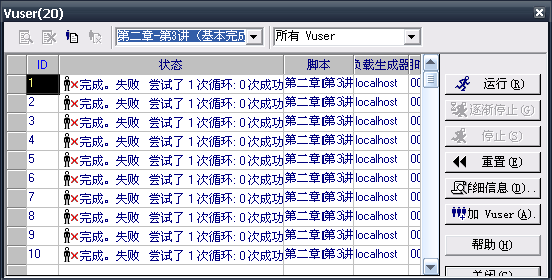 Vuser(20)
第二章-第3讲（基本完成
所有 Vuser
ID 状态 脚本 负载生成器
1 完成。失败 尝试了 1 次循环: 0 次成功 第二章[第3讲 localhost 00
2 完成。失败 尝试了 1 次循环: 0 次成功 第二章[第3讲 localhost 00
3 完成。失败 尝试了 1 次循环: 0 次成功 第二章[第3讲 localhost 00
4 完成。失败 尝试了 1 次循环: 0 次成功 第二章[第3讲 localhost 00
5 完成。失败 尝试了 1 次循环: 0 次成功 第二章[第3讲 localhost 00
6 完成。失败 尝试了 1 次循环: 0 次成功 第二章[第3讲 localhost 00
7 完成。失败 尝试了 1 次循环: 0 次成功 第二章[第3讲 localhost 00
8 完成。失败 尝试了 1 次循环: 0 次成功 第二章[第3讲 localhost 00
9 完成。失败 尝试了 1 次循环: 0 次成功 第二章[第3讲 localhost 00
10 完成。失败 尝试了 1 次循环: 0 次成功 第二章[第3讲 localhost 00
运行(R)
逐渐停止(G)
停止(S)
重置(E)
详细信息(D)..
加 Vuser(A).
帮助(H)
关闭(C)